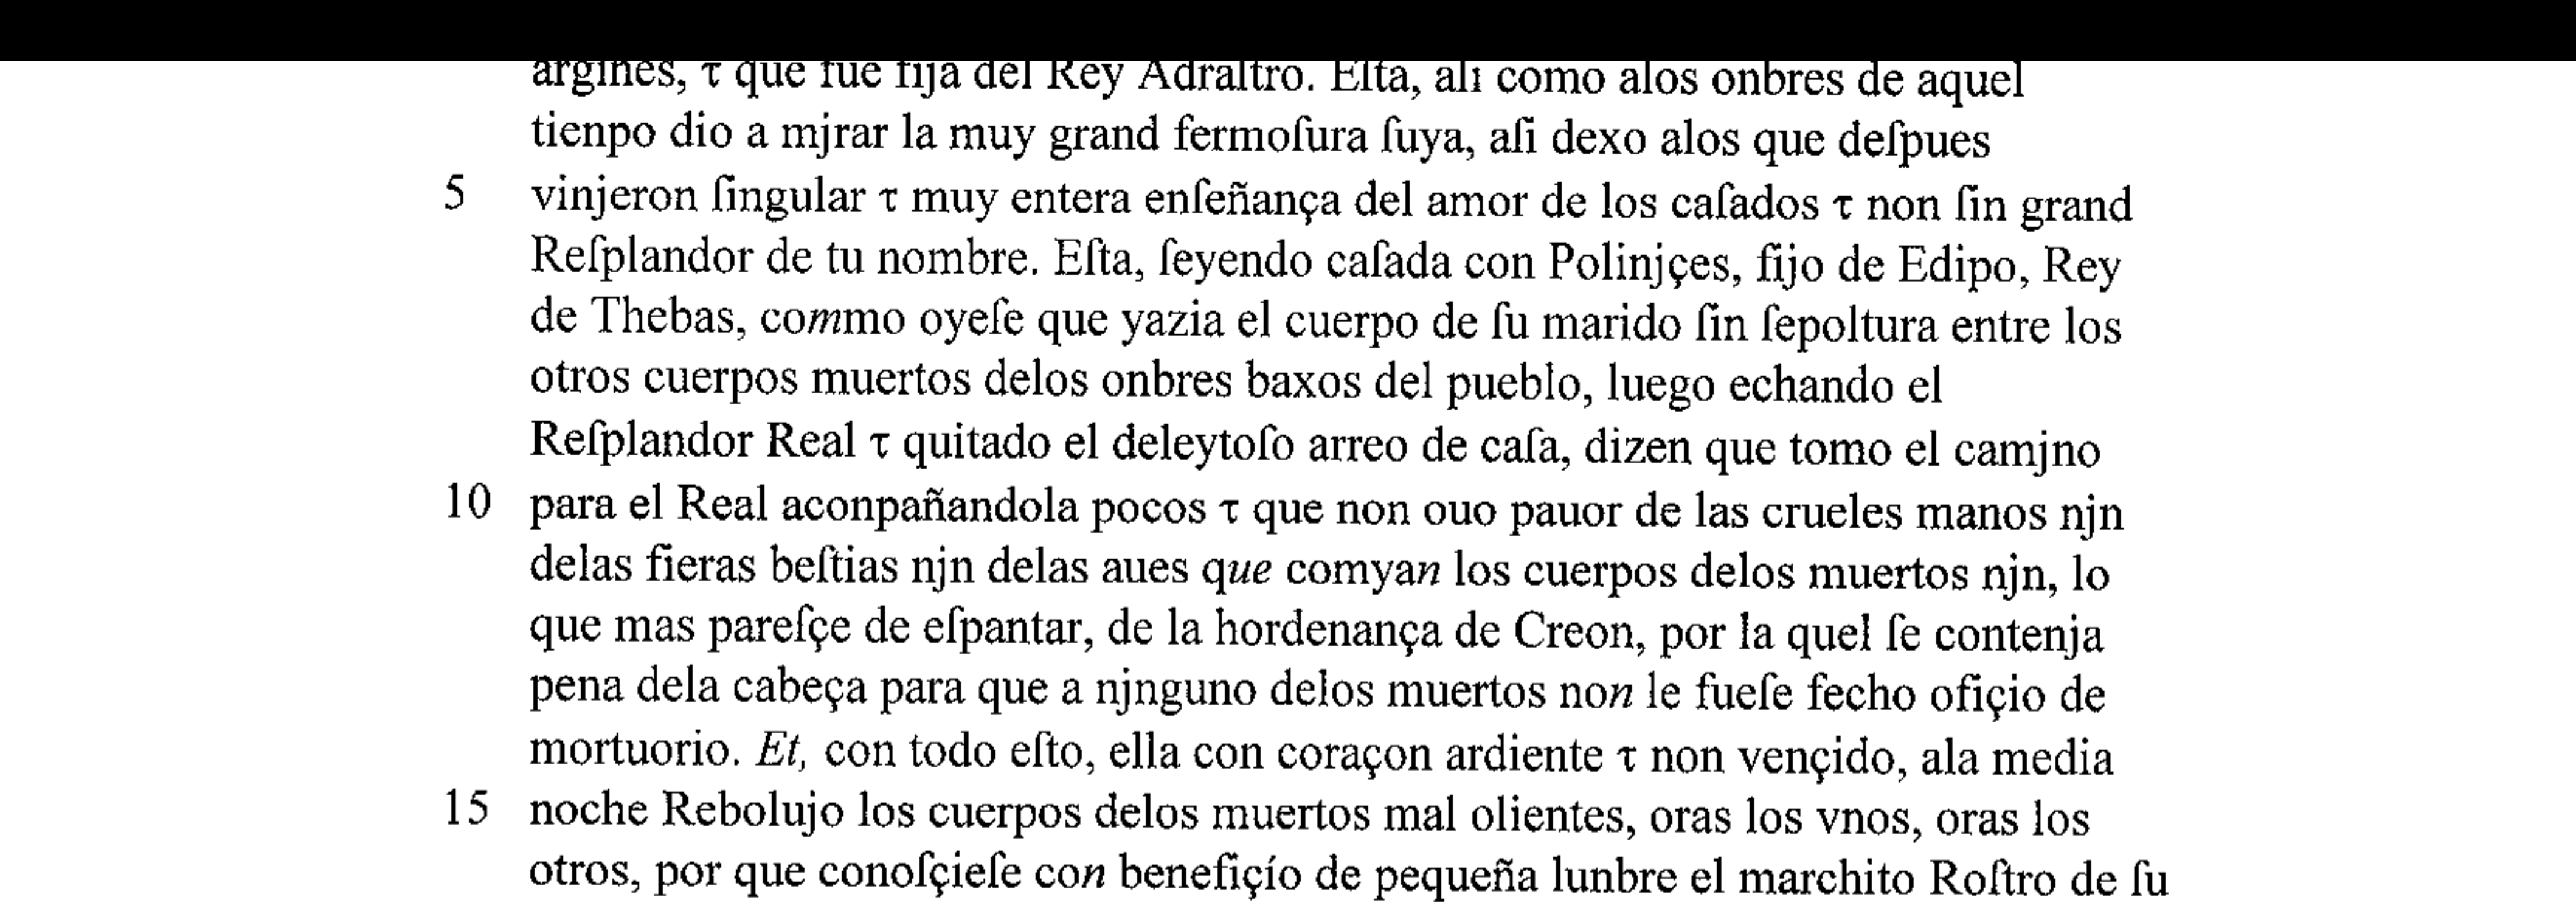 argines, τ que fue fija del Rey Adraſtro. Eſta, aſi como alos onbres de aquel
tienpo dio a mjrar la muy grand fermoſura ſuya, aſi dexo alos que deſpues
5 vinjeron ſingular τ muy entera enſeñança del amor de los caſados τ non ſin grand
Reſplandor de tu nombre. Eſta, ſeyendo caſada con Polinjçes, fijo de Edipo, Rey
de Thebas, commo oyeſe que yazia el cuerpo de ſu marido ſin ſepoltura entre los
otros cuerpos muertos delos onbres baxos del pueblo, luego echando el
Reſplandor Real τ quitado el deleytoſo arreo de caſa, dizen que tomo el camjno
10 para el Real aconpañandola pocos τ que non ouo pauor de las crueles manos njn
delas fieras beſtias njn delas aues que comyan los cuerpos delos muertos njn, lo
que mas pareſçe de eſpantar, de la hordenança de Creon, por la quel ſe contenja
pena dela cabeça para que a njnguno delos muertos non le fueſe fecho ofiçio de
mortuorio. Et, con todo eſto, ella con coraçon ardiente τ non vençido, ala media
15 noche Rebolujo los cuerpos delos muertos mal olientes, oras los vnos, oras los
otros, por que conoſçieſe con benefiçío de pequeña lunbre el marchito Roſtro de ſu